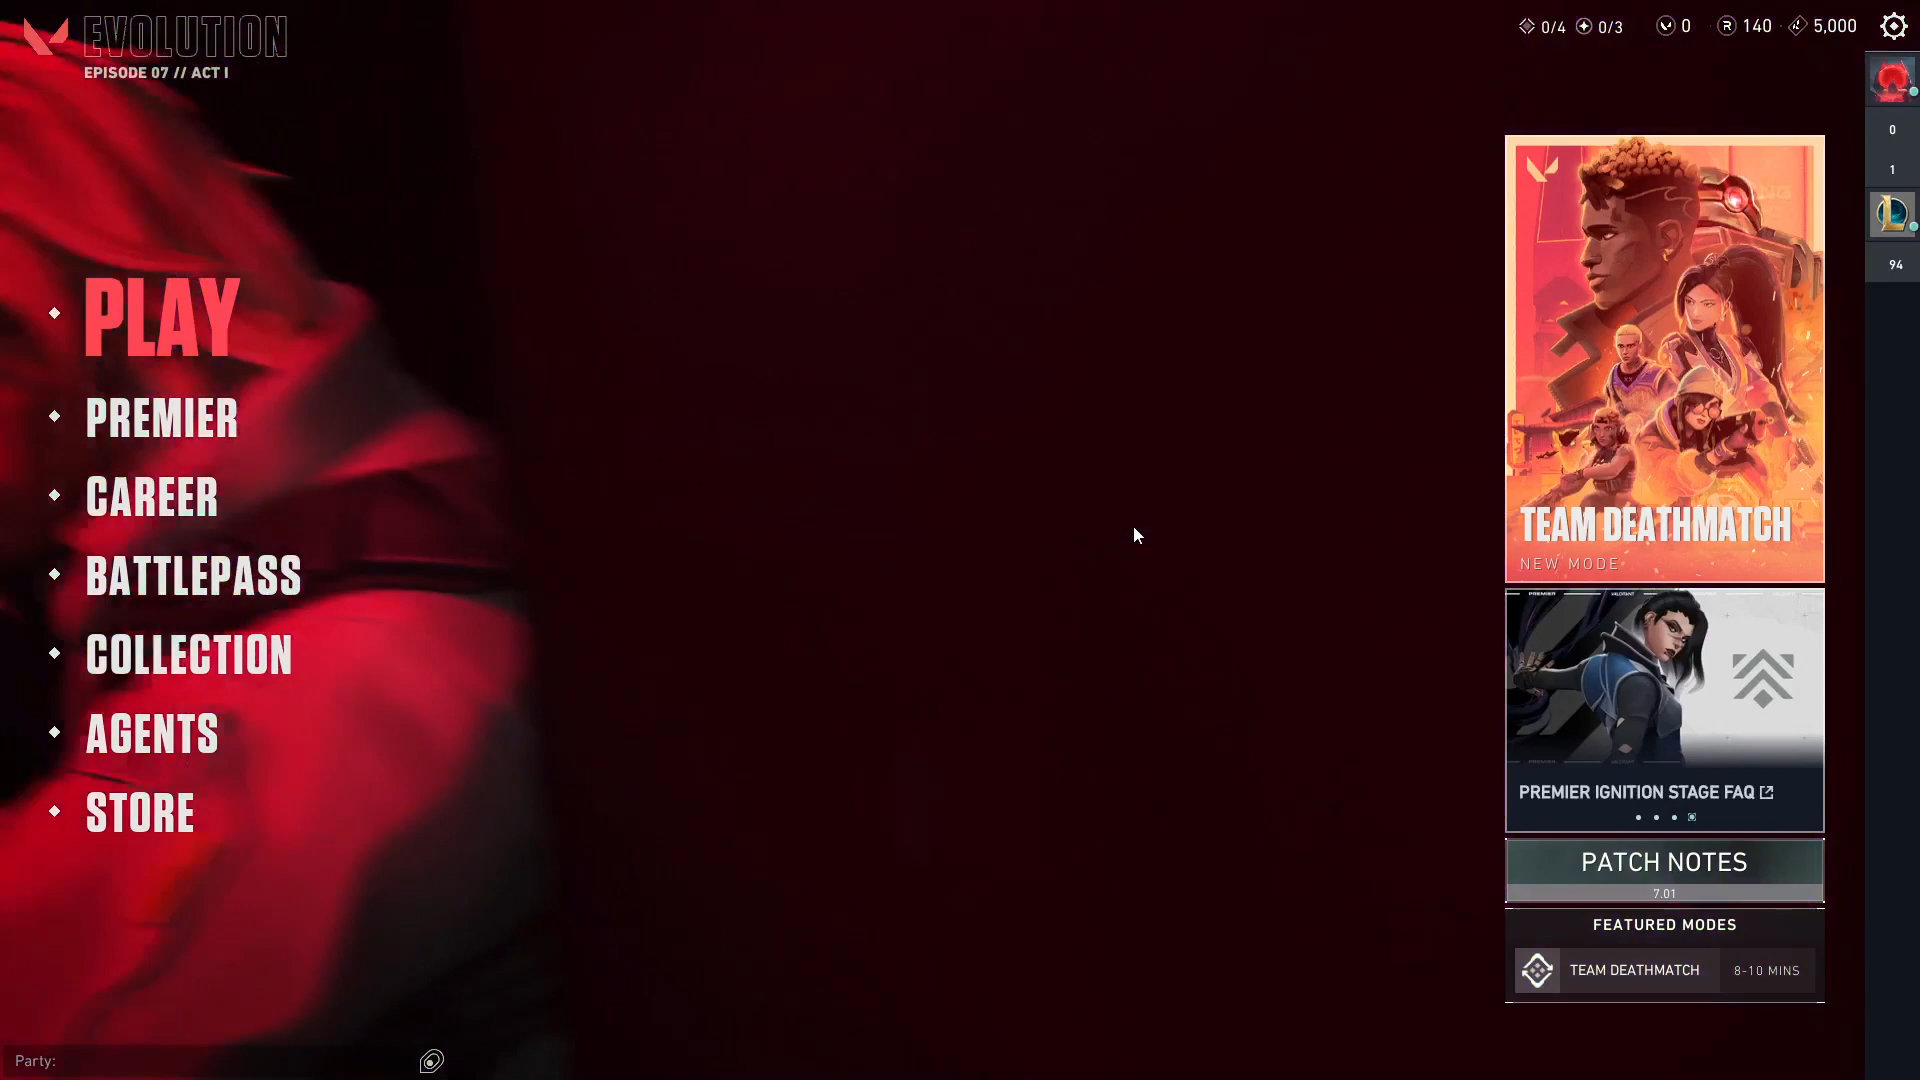 EVOLUTION
EPISODE 07 // ACT I
0/4 0/3 0 R 140 5,000
0
1
L
94
PLAY
PREMIER
CAREER
BATTLEPASS
COLLECTION
AGENTS
STORE
TEAM DEATHMATCH
NEW MODE
PREMIER IGNITION STAGE FAQ
PATCH NOTES
7.01
FEATURED MODES
TEAM DEATHMATCH 8-10 MINS
Party: